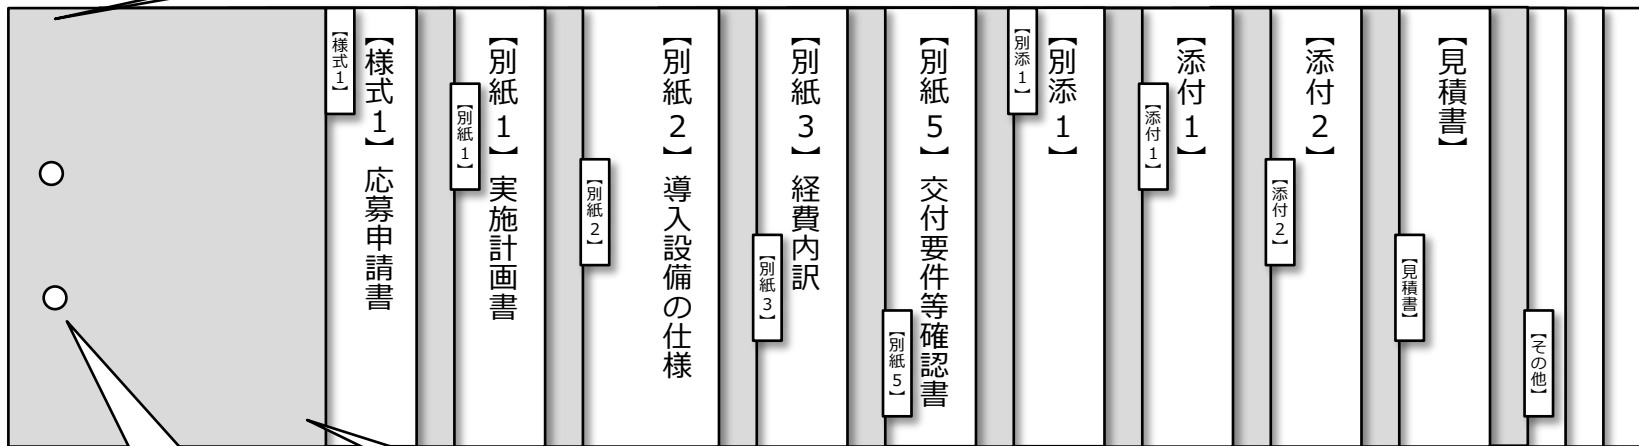 【様式1】
【様式1】応募申請書
【別紙1】
【別紙1】実施計画書
【別紙2】
【別紙2】導入設備の仕様
【別紙3】
【別紙3】経費内訳
【別紙5】
【別紙5】交付要件等確認書
【別添1】
【別添1】
【添付1】
【添付1】
【添付2】
【添付2】
【見積書】
【見積書】
【その他】